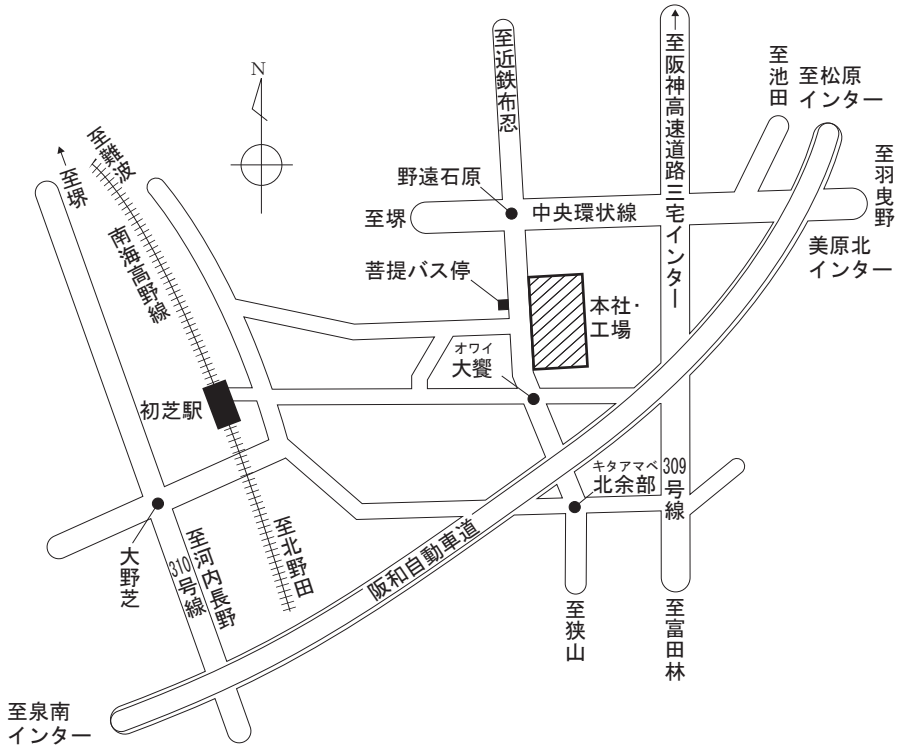 N
至近鉄布忍
至阪神高速道路三宅インター
至池田
至松原
インター
至難波
至堺
至羽曳野
野遠石原
至堺
中央環状線
南海高野線
美原北
インター
菩提バス停
本社・
工場
オワイ
大饗
初芝駅
キタアマベ
北余部
309
号線
至北野田
至河内長野
310
号線
大野芝
阪和自動車道
至狭山
至富田林
至泉南
インター